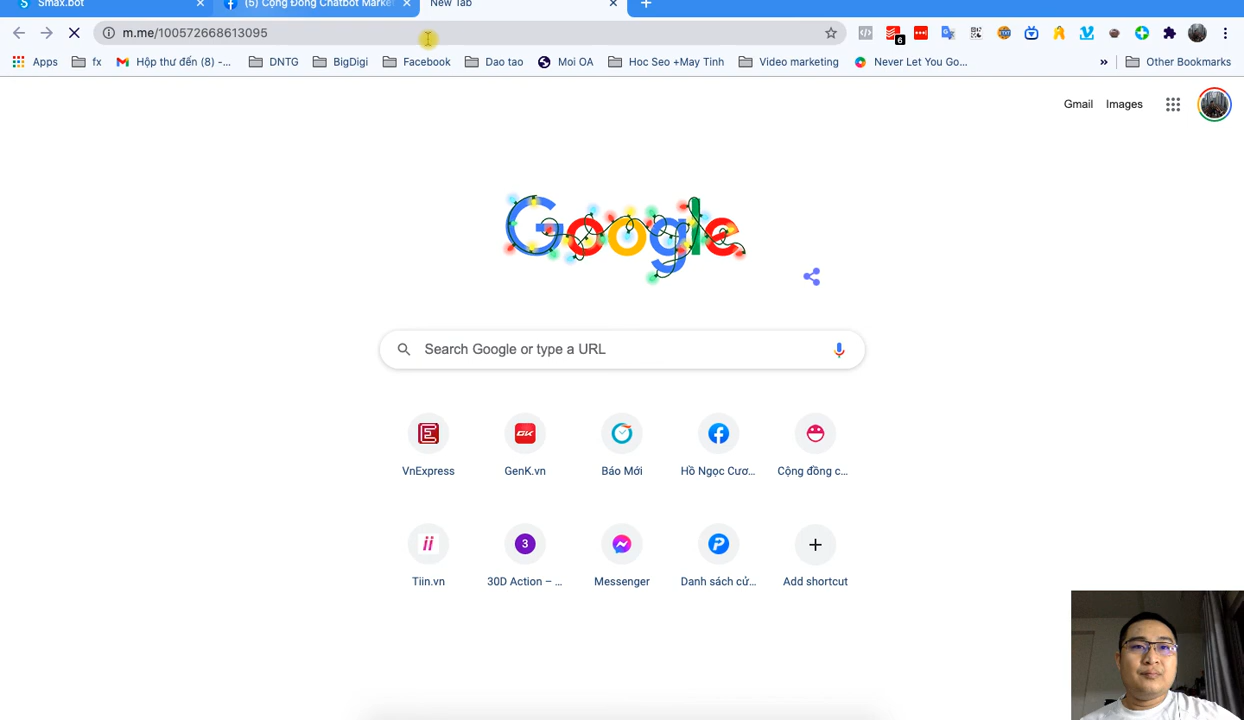 Smax.bot
(5) Cộng Đồng Chatbot Market
New Tab
m.me/100572668613095
6
Apps
fx
Hộp thư đến (8) -...
DNTG
BigDigi
Facebook
Dao tao
Moi OA
Hoc Seo +May Tinh
Video marketing
Never Let You Go...
»
Other Bookmarks
Gmail
Images
Google
Search Google or type a URL
VnExpress
GenK.vn
Báo Mới
Hồ Ngọc Cươ...
Cộng đồng c...
Tiin.vn
30D Action – ...
Messenger
Danh sách cử...
Add shortcut